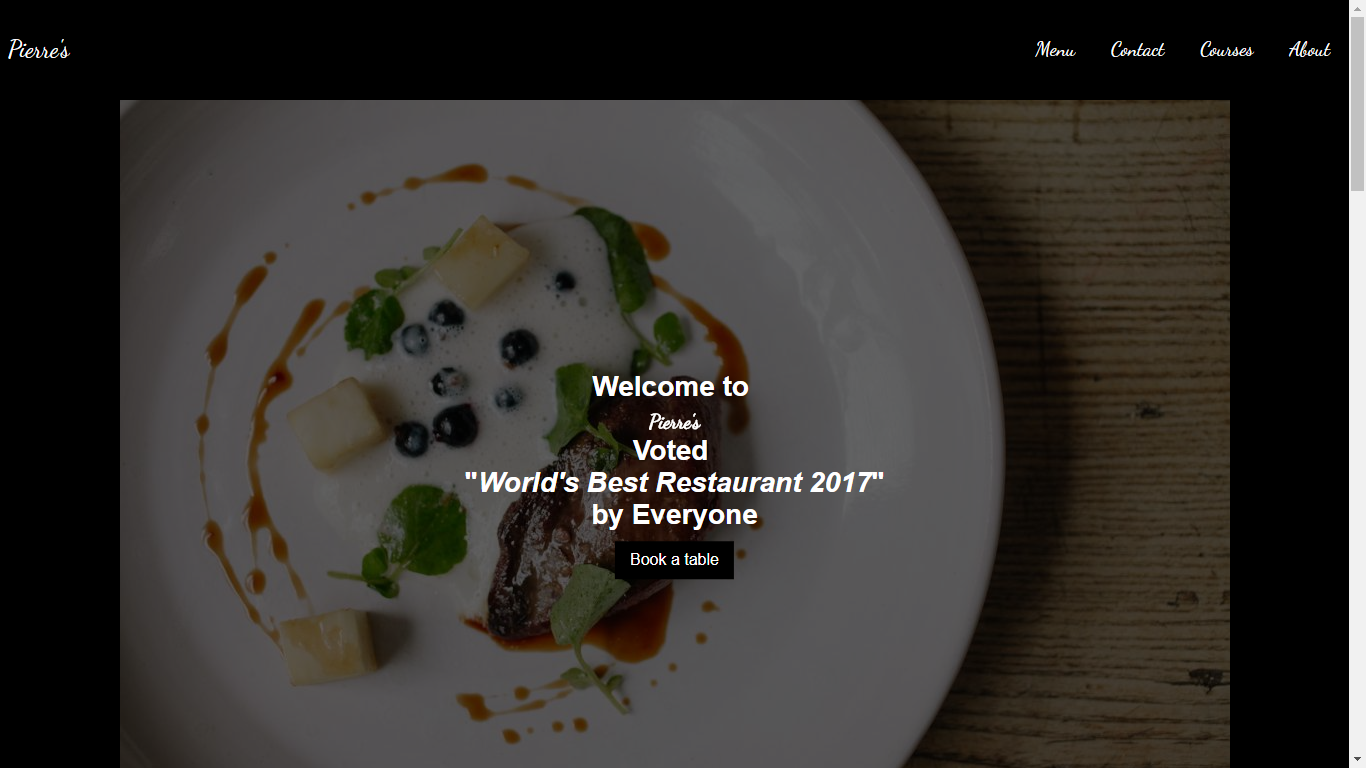 Pierre's
Menu Contact Courses About
Welcome to
Pierre's
Voted
"World's Best Restaurant 2017"
by Everyone
Book a table